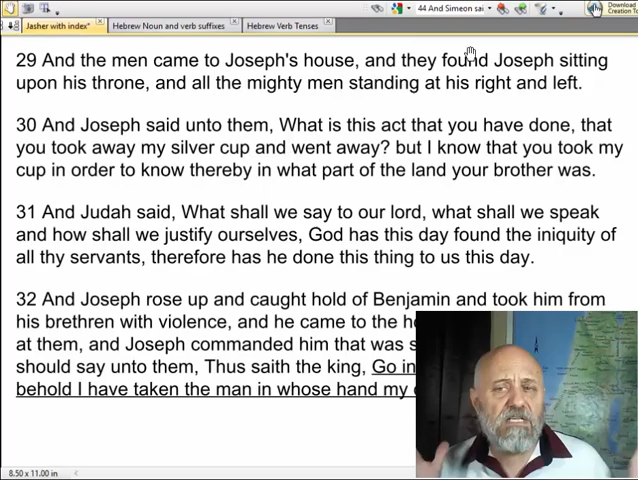 44 And Simeon sai
Download
Creation To
Jasher with index*
Hebrew Noun and verb suffixes
Hebrew Verb Tenses
29 And the men came to Joseph's house, and they found Joseph sitting
upon his throne, and all the mighty men standing at his right and left.
30 And Joseph said unto them, What is this act that you have done, that
you took away my silver cup and went away? but I know that you took my
cup in order to know thereby in what part of the land your brother was.
31 And Judah said, What shall we say to our lord, what shall we speak
and how shall we justify ourselves, God has this day found the iniquity of
all thy servants, therefore has he done this thing to us this day.
32 And Joseph rose up and caught hold of Benjamin and took him from
his brethren with violence, and he came to the
at them, and Joseph commanded him that was
should say unto them, Thus saith the king, Go in
behold I have taken the man in whose hand my
8.50 x 11.00 in